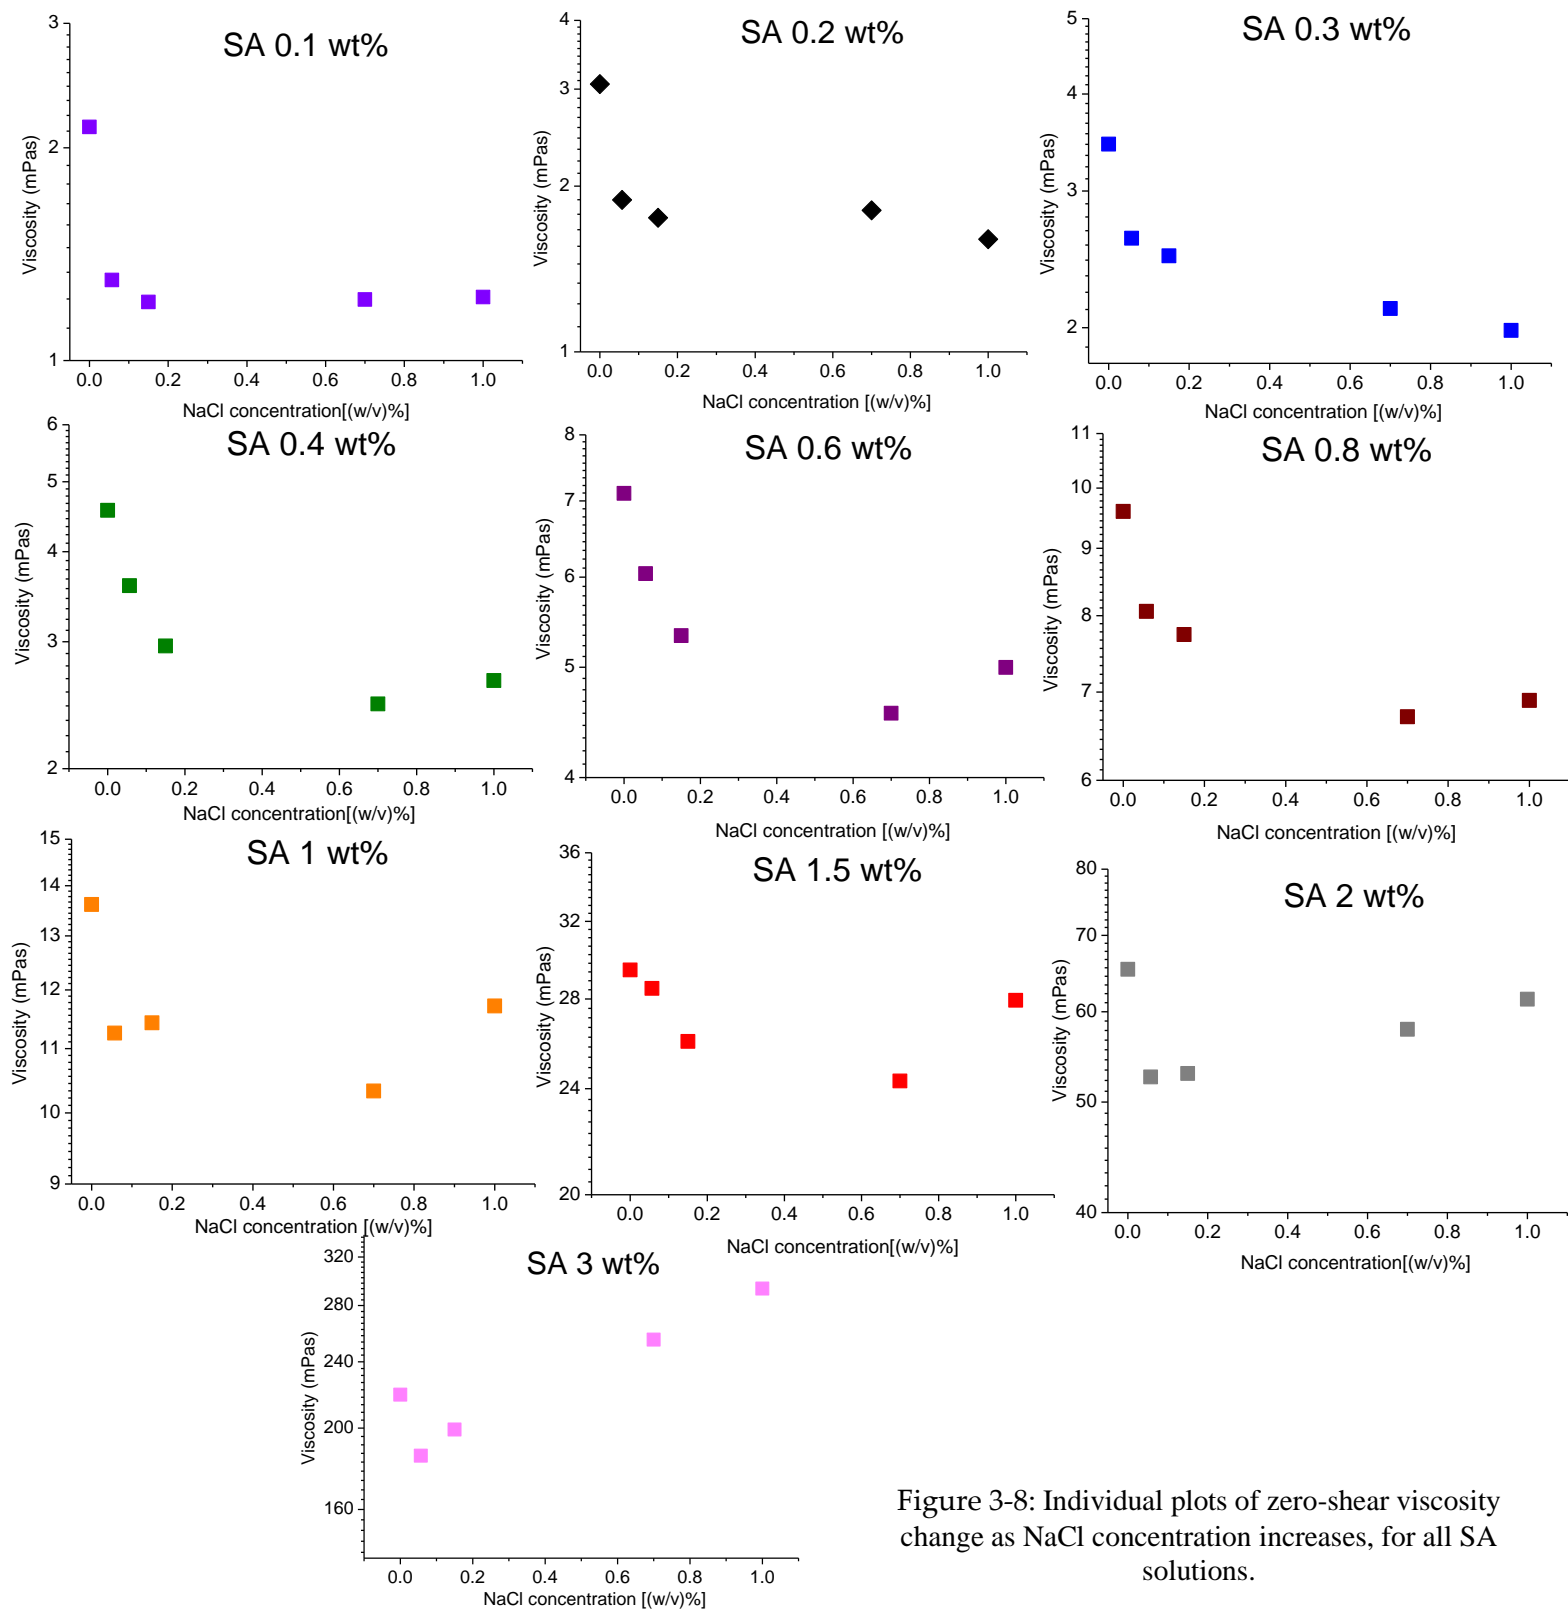 SA 0.1 wt%
3
2
1
Viscosity (mPas)
0.0 0.2 0.4 0.6 0.8 1.0
NaCl concentration[(w/v)%]
SA 0.2 wt%
4
3
2
1
Viscosity (mPas)
0.0 0.2 0.4 0.6 0.8 1.0
NaCl concentration [(w/v)%]
SA 0.3 wt%
5
4
3
2
Viscosity (mPas)
0.0 0.2 0.4 0.6 0.8 1.0
NaCl concentration [(w/v)%]
SA 0.4 wt%
6
5
4
3
2
Viscosity (mPas)
0.0 0.2 0.4 0.6 0.8 1.0
NaCl concentration[(w/v)%]
SA 0.6 wt%
8
7
6
5
4
Viscosity (mPas)
0.0 0.2 0.4 0.6 0.8 1.0
NaCl concentration [(w/v)%]
SA 0.8 wt%
11
10
9
8
7
6
Viscosity (mPas)
0.0 0.2 0.4 0.6 0.8 1.0
NaCl concentration [(w/v)%]
SA 1 wt%
15
14
13
12
11
10
9
Viscosity (mPas)
0.0 0.2 0.4 0.6 0.8 1.0
NaCl concentration [(w/v)%]
SA 1.5 wt%
36
32
28
24
20
Viscosity (mPas)
0.0 0.2 0.4 0.6 0.8 1.0
NaCl concentration[(w/v)%]
SA 2 wt%
80
70
60
50
40
Viscosity (mPas)
0.0 0.2 0.4 0.6 0.8 1.0
NaCl concentration[(w/v)%]
SA 3 wt%
320
280
240
200
160
Viscosity (mPas)
0.0 0.2 0.4 0.6 0.8 1.0
NaCl concentration [(w/v)%]
Figure 3-8: Individual plots of zero-shear viscosity
change as NaCl concentration increases, for all SA
solutions.